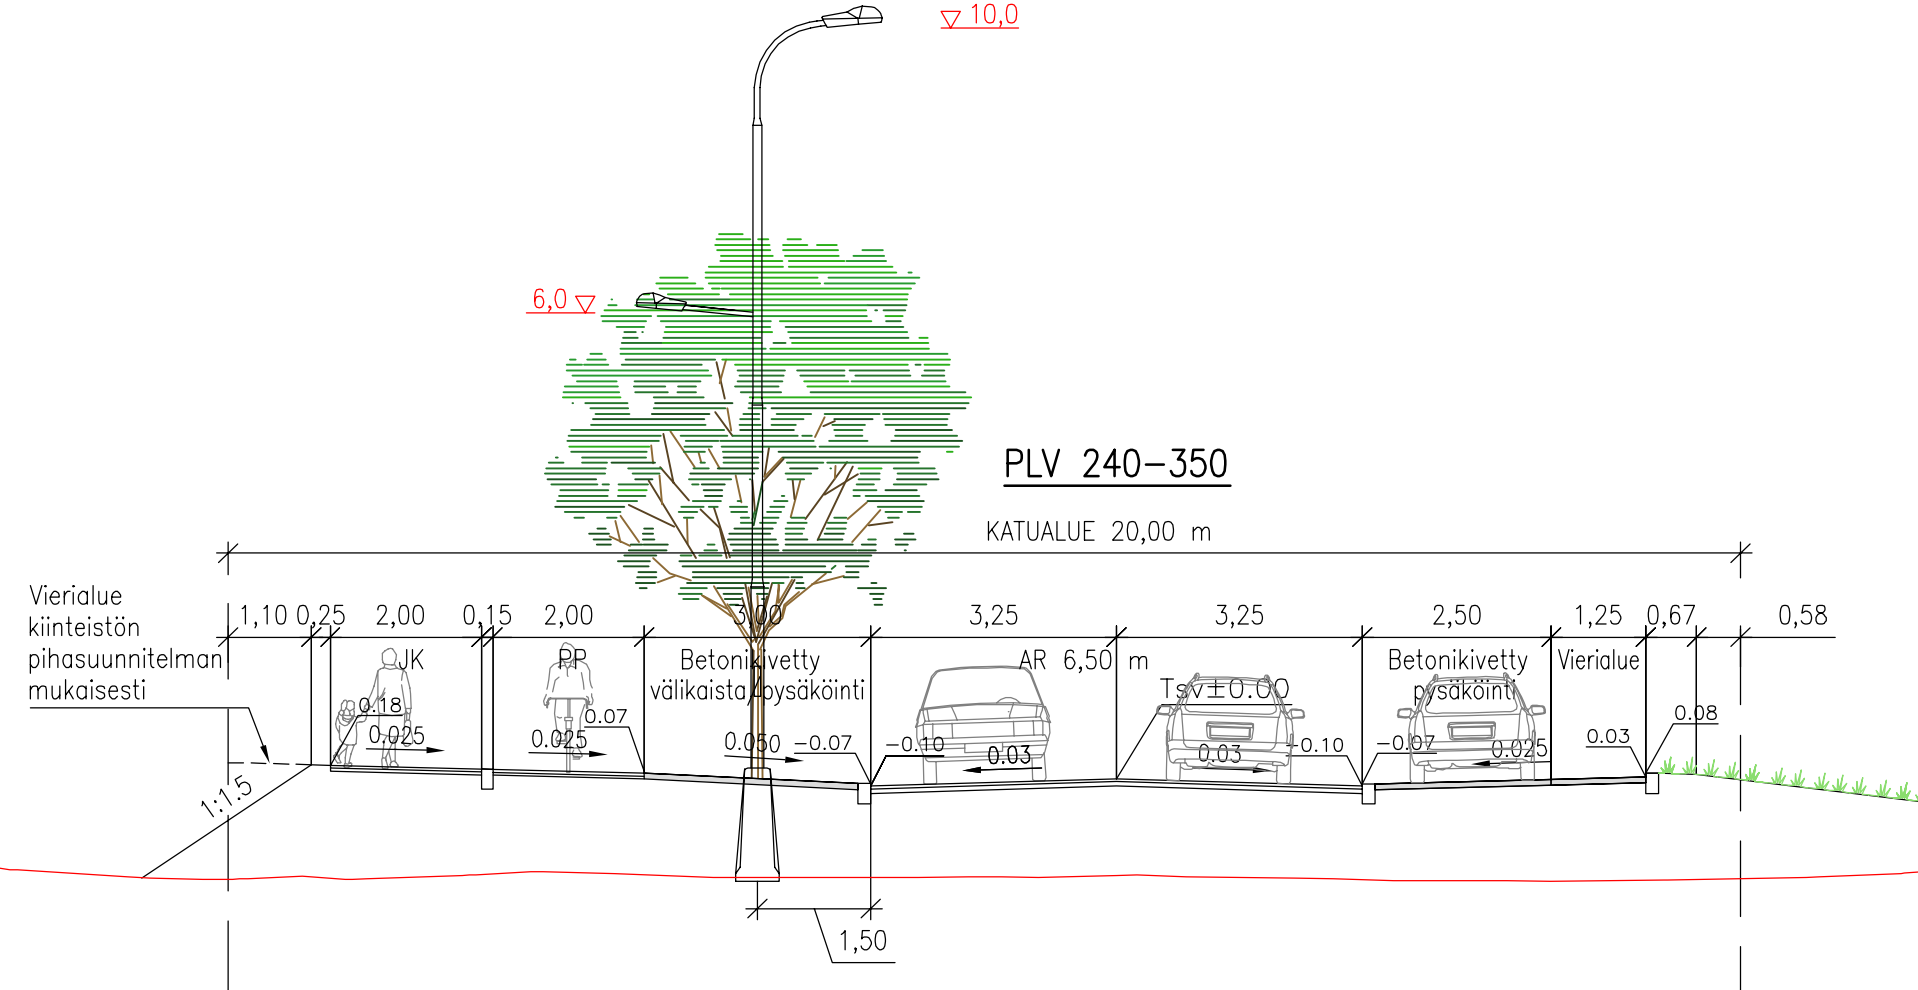 10,0
6,0
PLV 240-350
KATUALUE 20,00 m
Vierialue
kiinteistön
pihasuunnitelman
mukaisesti
1,10 0,25 2,00 0,15 2,00 3,00 3,25 3,25 2,50 1,25 0,67 0,58
JK
PP
Betonikivetty
välikaista/pysäköinti
AR 6,50 m
Tsv±0.00
Betonikivetty
pysäköinti
Vierialue
0.18
0.025
0.07
0.025
0.050
-0.07
-0.10
0.03
0.03
-0.10
-0.07
0.025
0.03
0.08
1:1.5
1,50